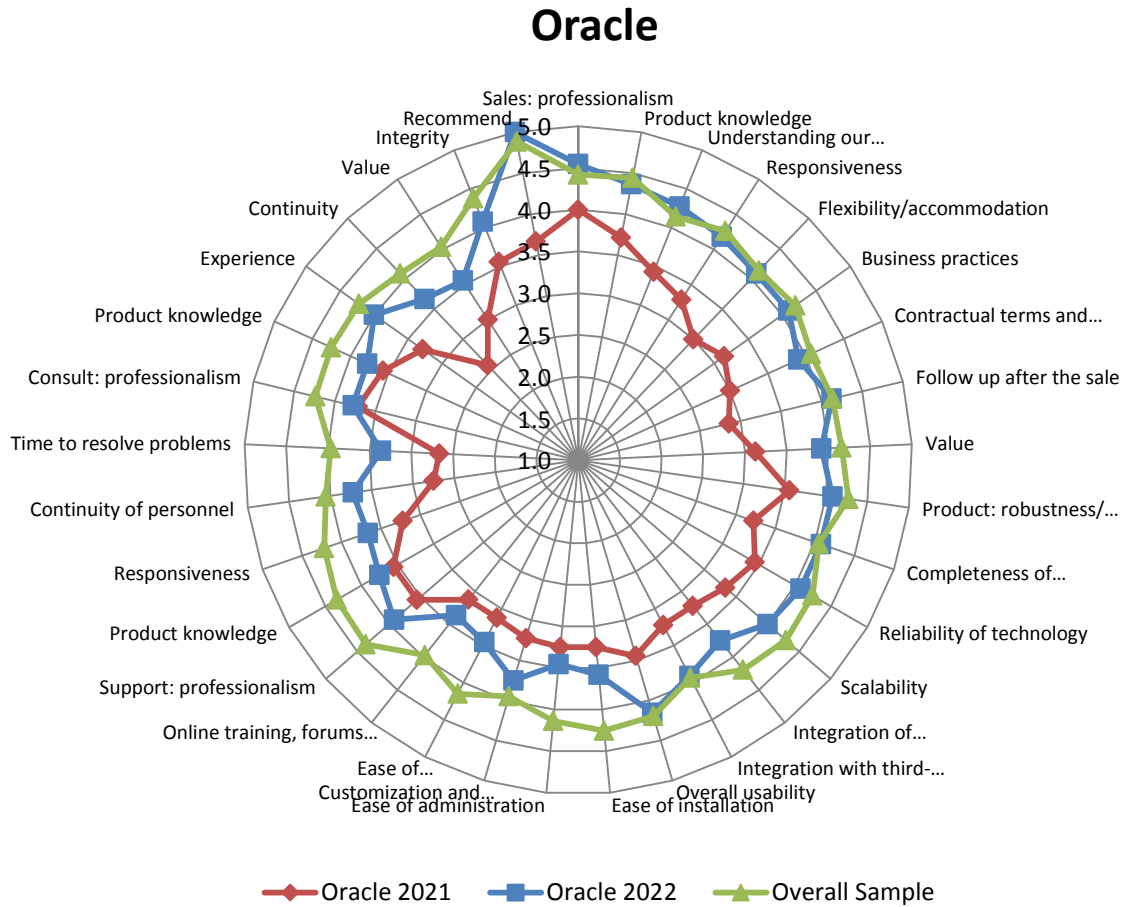 Oracle
Sales: professionalism
Product knowledge
Understanding our...
Responsiveness
Flexibility/accommodation
Business practices
Contractual terms and...
Follow up after the sale
Value
Product: robustness/...
Completeness of...
Reliability of technology
Scalability
Integration of...
Integration with third-...
Overall usability
Ease of installation
Ease of administration
Customization and...
Ease of...
Online training, forums...
Support: professionalism
Product knowledge
Responsiveness
Continuity of personnel
Time to resolve problems
Consult: professionalism
Product knowledge
Experience
Continuity
Value
Integrity
Recommend
5.0
4.5
4.0
3.5
3.0
2.5
2.0
1.5
1.0
Oracle 2021
Oracle 2022
Overall Sample